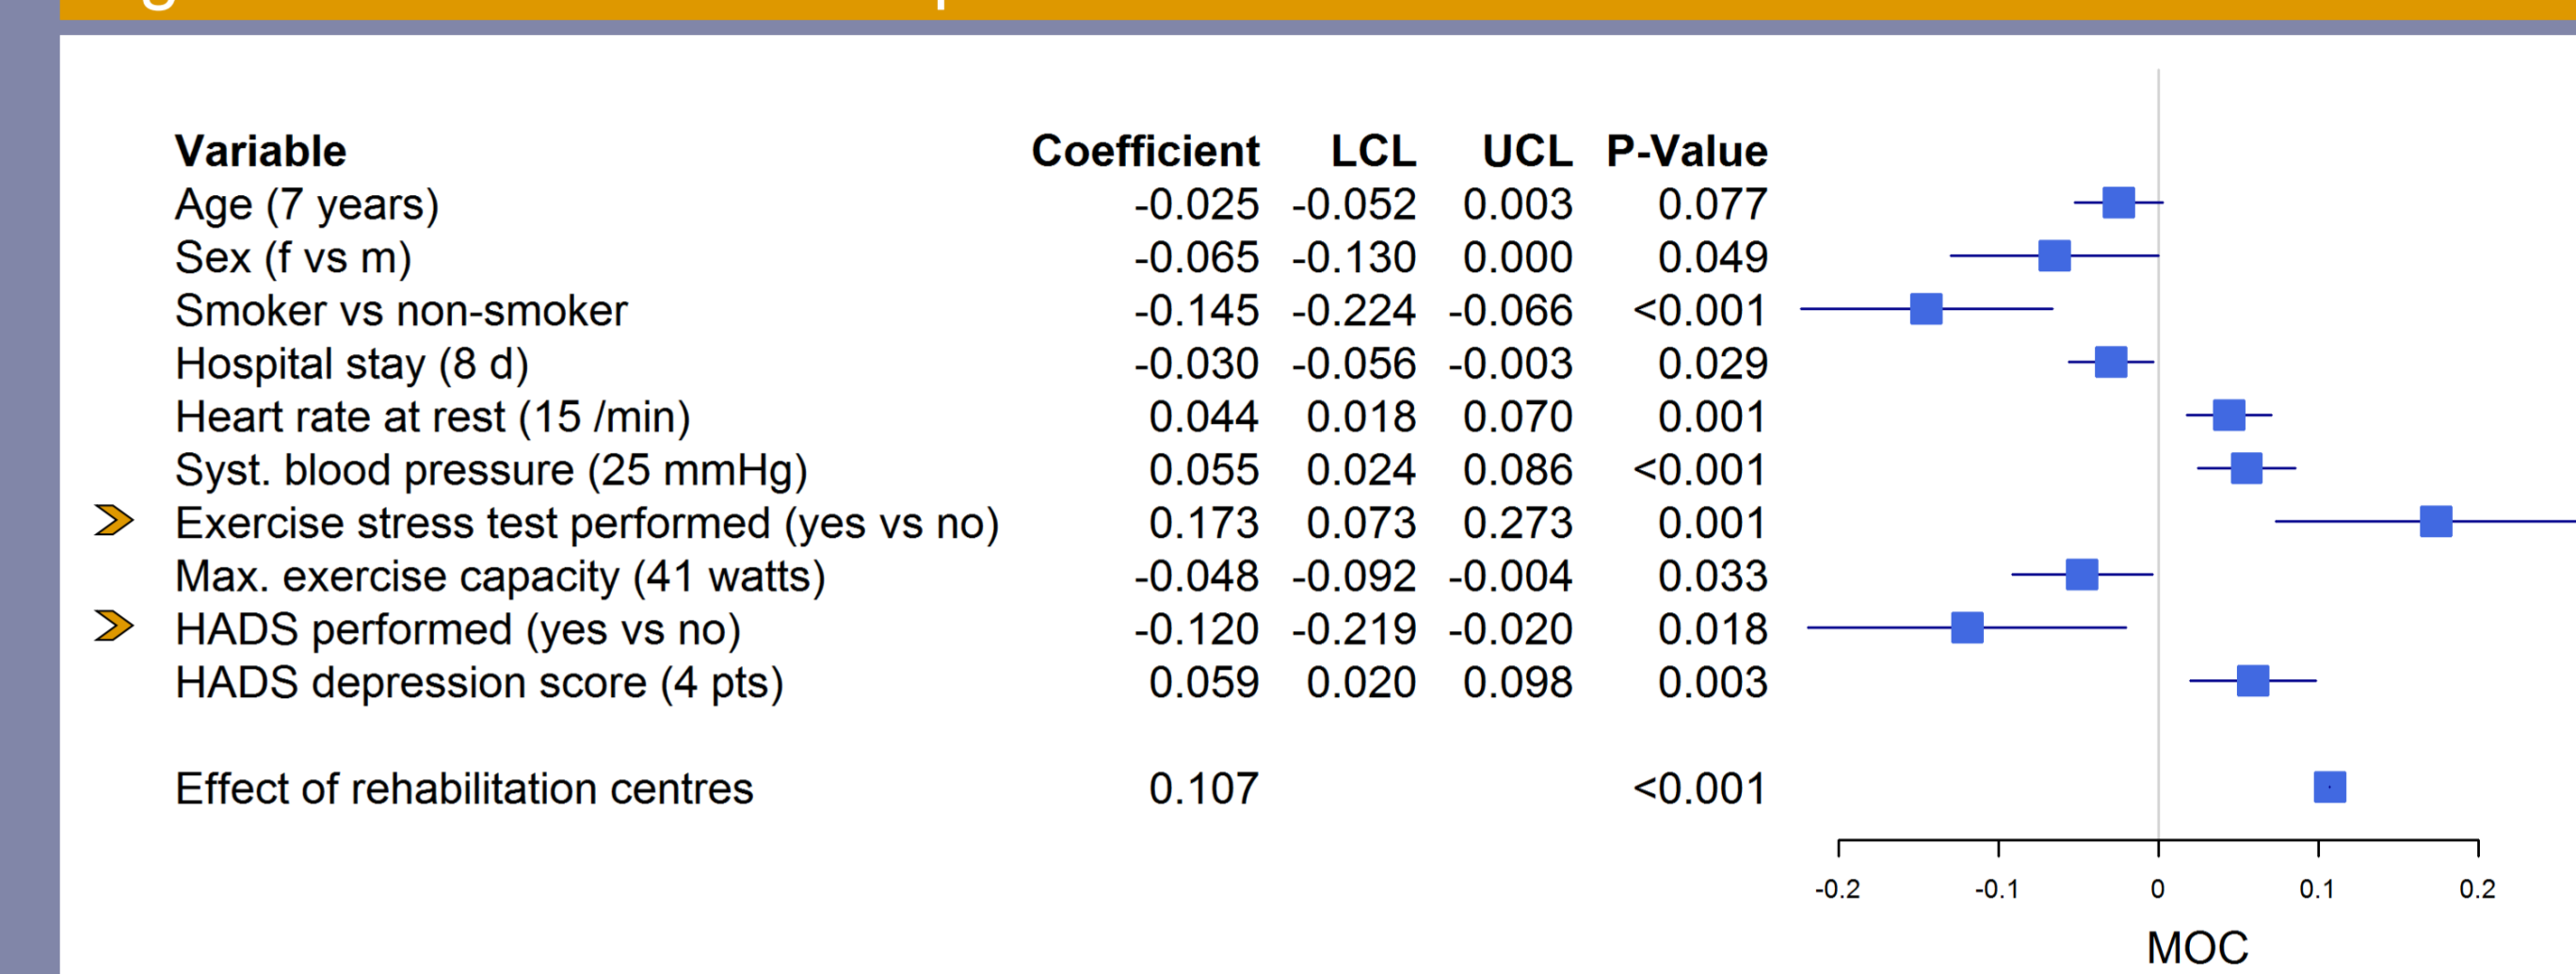 Variable Coefficient LCL UCL P-Value
Age (7 years) -0.025 -0.052 0.003 0.077
Sex (f vs m) -0.065 -0.130 0.000 0.049
Smoker vs non-smoker -0.145 -0.224 -0.066 <0.001
Hospital stay (8 d) -0.030 -0.056 -0.003 0.029
Heart rate at rest (15 /min) 0.044 0.018 0.070 0.001
Syst. blood pressure (25 mmHg) 0.055 0.024 0.086 <0.001
Exercise stress test performed (yes vs no) 0.173 0.073 0.273 0.001
Max. exercise capacity (41 watts) -0.048 -0.092 -0.004 0.033
HADS performed (yes vs no) -0.120 -0.219 -0.020 0.018
HADS depression score (4 pts) 0.059 0.020 0.098 0.003
Effect of rehabilitation centres 0.107 <0.001
-0.2 -0.1 0 0.1 0.2
MOC